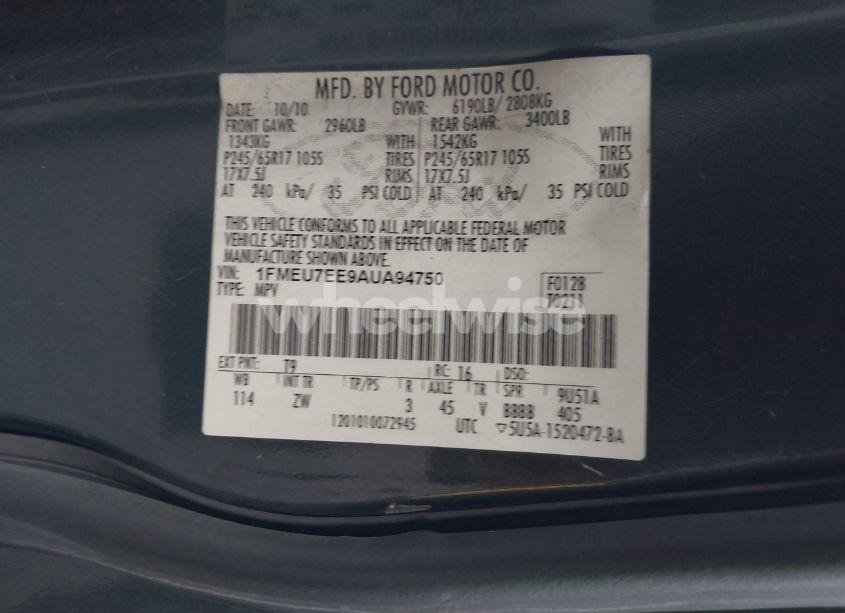 MFD. BY FORD MOTOR CO.
DATE: 10/10 GVWR: 6190LB/ 2808KG
FRONT GAWR: 2960LB REAR GAWR: 3400LB
1343KG WITH 1542KG WITH
P245/65R17 105S TIRES P245/65R17 105S TIRES
17X7.5J RIMS 17X7.5J RIMS
AT 240 kPa/ 35 PSI COLD AT 240 kPa/ 35 PSI COLD
THIS VEHICLE CONFORMS TO ALL APPLICABLE FEDERAL MOTOR
VEHICLE SAFETY STANDARDS IN EFFECT ON THE DATE OF
MANUFACTURE SHOWN ABOVE.
VIN: 1FMEU7EE9AUA94750 F0128
TYPE: MPV T0211
wheelwise
EXT PNT: T9 RC: 16 DSO:
WB INT TR TP/PS R AXLE TR SPR 9U51A
114 ZW 3 45 V BBBB 405
1201010072945 UTC ▽5U5A-1520472-BA